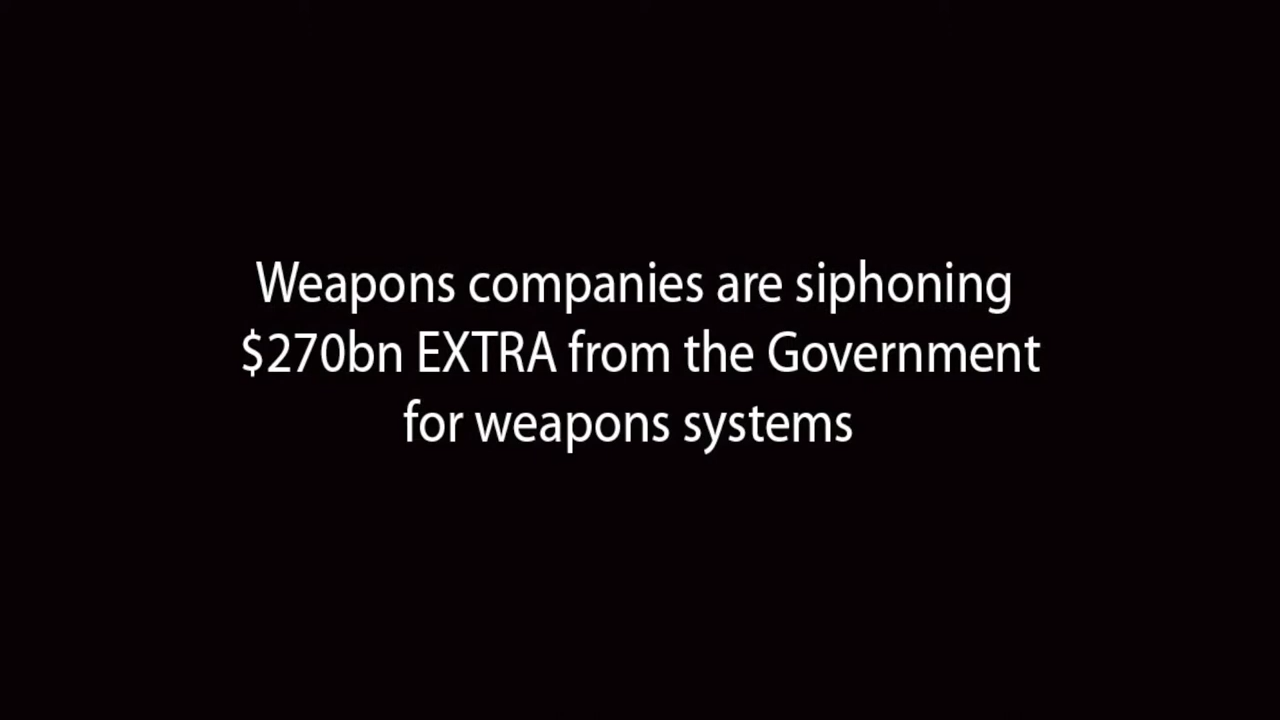 Weapons companies are siphoning
$270bn EXTRA from the Government
for weapons systems